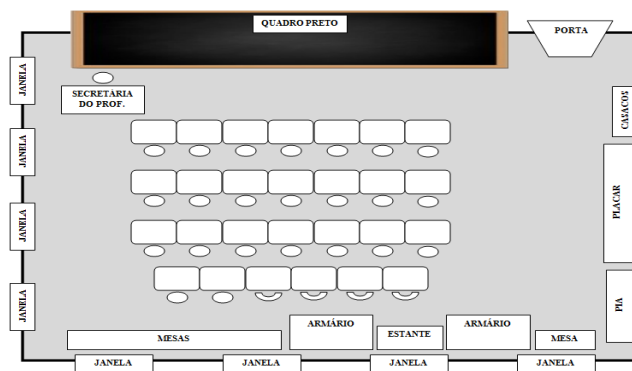 QUADRO PRETO
PORTA
JANELA
SECRETÁRIA
DO PROF.
CASACOS
JANELA
PLACAR
JANELA
JANELA
PIA
MESAS
ARMÁRIO
ESTANTE
ARMÁRIO
MESA
JANELA
JANELA
JANELA
JANELA